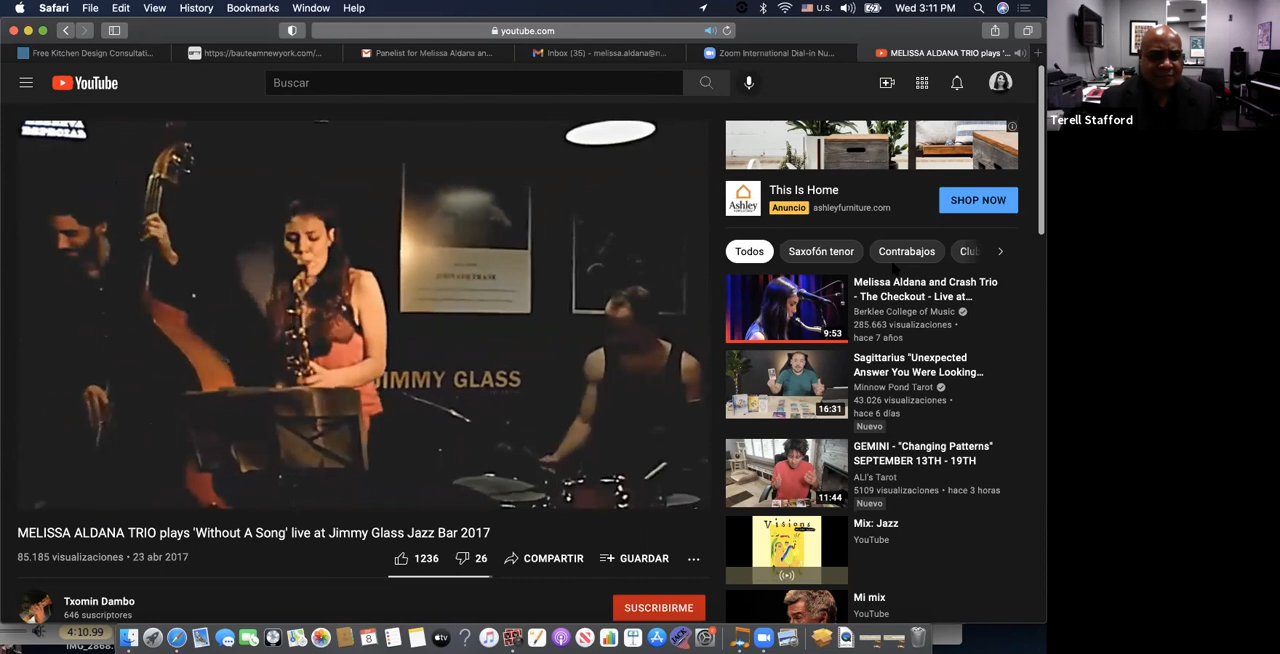 Safari File Edit View History Bookmarks Window Help
U.S. Wed 3:11 PM
youtube.com
Free Kitchen Design Consultati...
https://bauteamnewyork.com/...
Panelist for Melissa Aldana an...
Inbox (35) - melissa.aldana@n...
Zoom International Dial-in Nu...
MELISSA ALDANA TRIO plays '...
YouTube
Buscar
Terell Stafford
ESPECIAL
JIMMY GLASS
This Is Home
Anuncio ashleyfurniture.com
Ashley
SHOP NOW
Todos Saxofón tenor Contrabajos Club
Melissa Aldana and Crash Trio
- The Checkout - Live at...
Berklee College of Music
285.663 visualizaciones •
hace 7 años
9:53
Sagittarius "Unexpected
Answer You Were Looking...
Minnow Pond Tarot
43.026 visualizaciones •
hace 6 días
Nuevo
16:31
GEMINI - "Changing Patterns"
SEPTEMBER 13TH - 19TH
ALI's Tarot
5109 visualizaciones • hace 3 horas
Nuevo
11:44
Visions
Mix: Jazz
YouTube
Mi mix
YouTube
MELISSA ALDANA TRIO plays 'Without A Song' live at Jimmy Glass Jazz Bar 2017
85.185 visualizaciones • 23 abr 2017
1236 26 COMPARTIR GUARDAR ...
Txomin Dambo
646 suscriptores
SUSCRIBIRME
4:10.99
IMG_2868.
8
tv